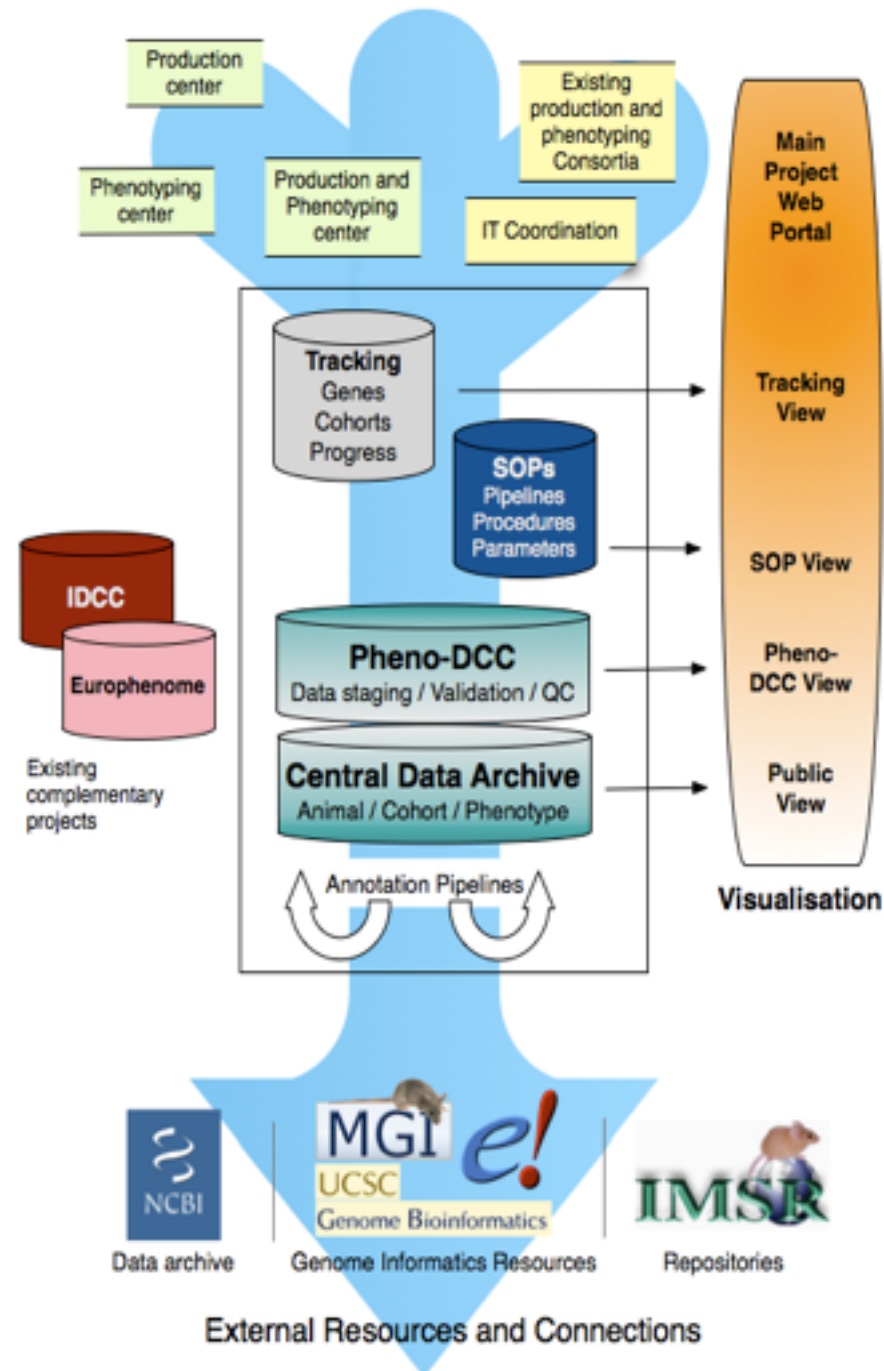 Production
center
Existing
production and
phenotyping
Consortia
Phenotyping
center
Production and
Phenotyping
center
IT Coordination
Main
Project
Web
Portal
Tracking
Genes
Cohorts
Progress
Tracking
View
SOPs
Pipelines
Procedures
Parameters
SOP View
IDCC
Europhenome
Existing
complementary
projects
Pheno-DCC
Data staging / Validation / QC
Pheno-
DCC View
Central Data Archive
Animal / Cohort / Phenotype
Public
View
Annotation Pipelines
Visualisation
NCBI
Data archive
MGI
e!
UCSC
Genome Bioinformatics
Genome Informatics Resources
IMSR
Repositories
External Resources and Connections